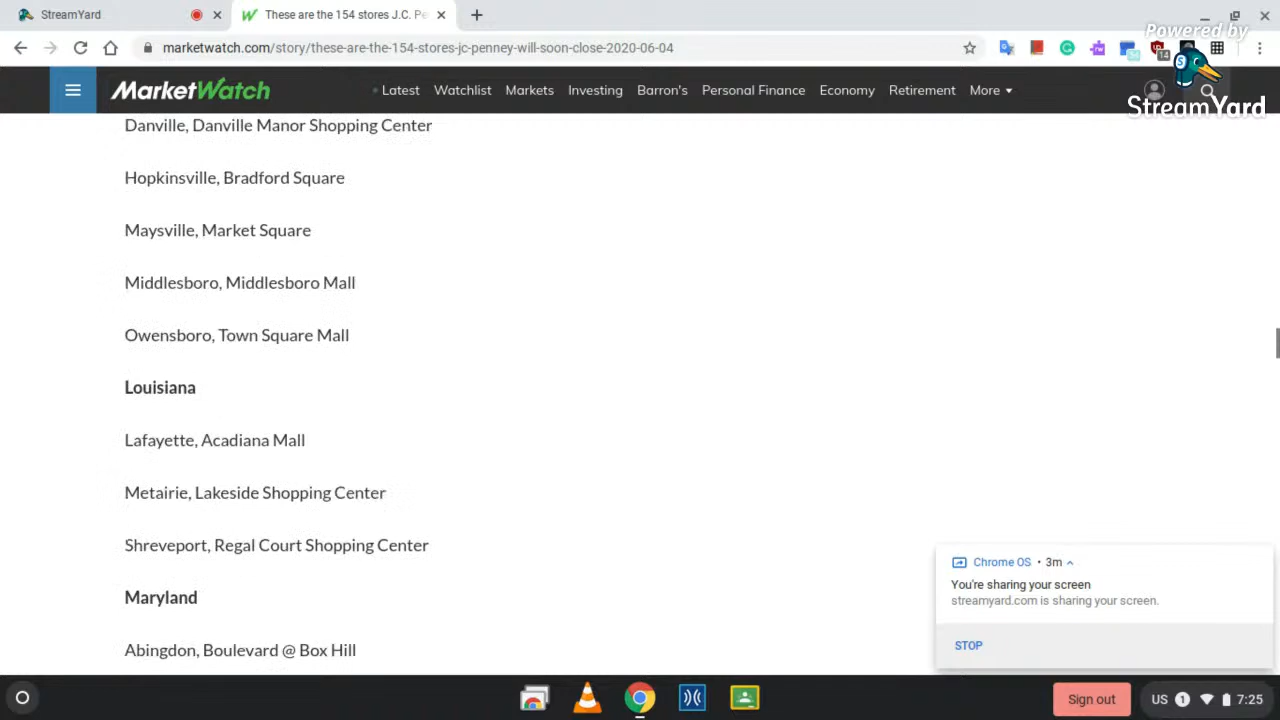 StreamYard
These are the 154 stores J.C. Pe
Powered by
StreamYard
marketwatch.com/story/these-are-the-154-stores-jc-penney-will-soon-close-2020-06-04
14
MarketWatch
Latest Watchlist Markets Investing Barron's Personal Finance Economy Retirement More
Danville, Danville Manor Shopping Center
Hopkinsville, Bradford Square
Maysville, Market Square
Middlesboro, Middlesboro Mall
Owensboro, Town Square Mall
Louisiana
Lafayette, Acadiana Mall
Metairie, Lakeside Shopping Center
Shreveport, Regal Court Shopping Center
Maryland
Abingdon, Boulevard @ Box Hill
Chrome OS • 3m
You're sharing your screen
streamyard.com is sharing your screen.
STOP
Sign out
US 1 7:25